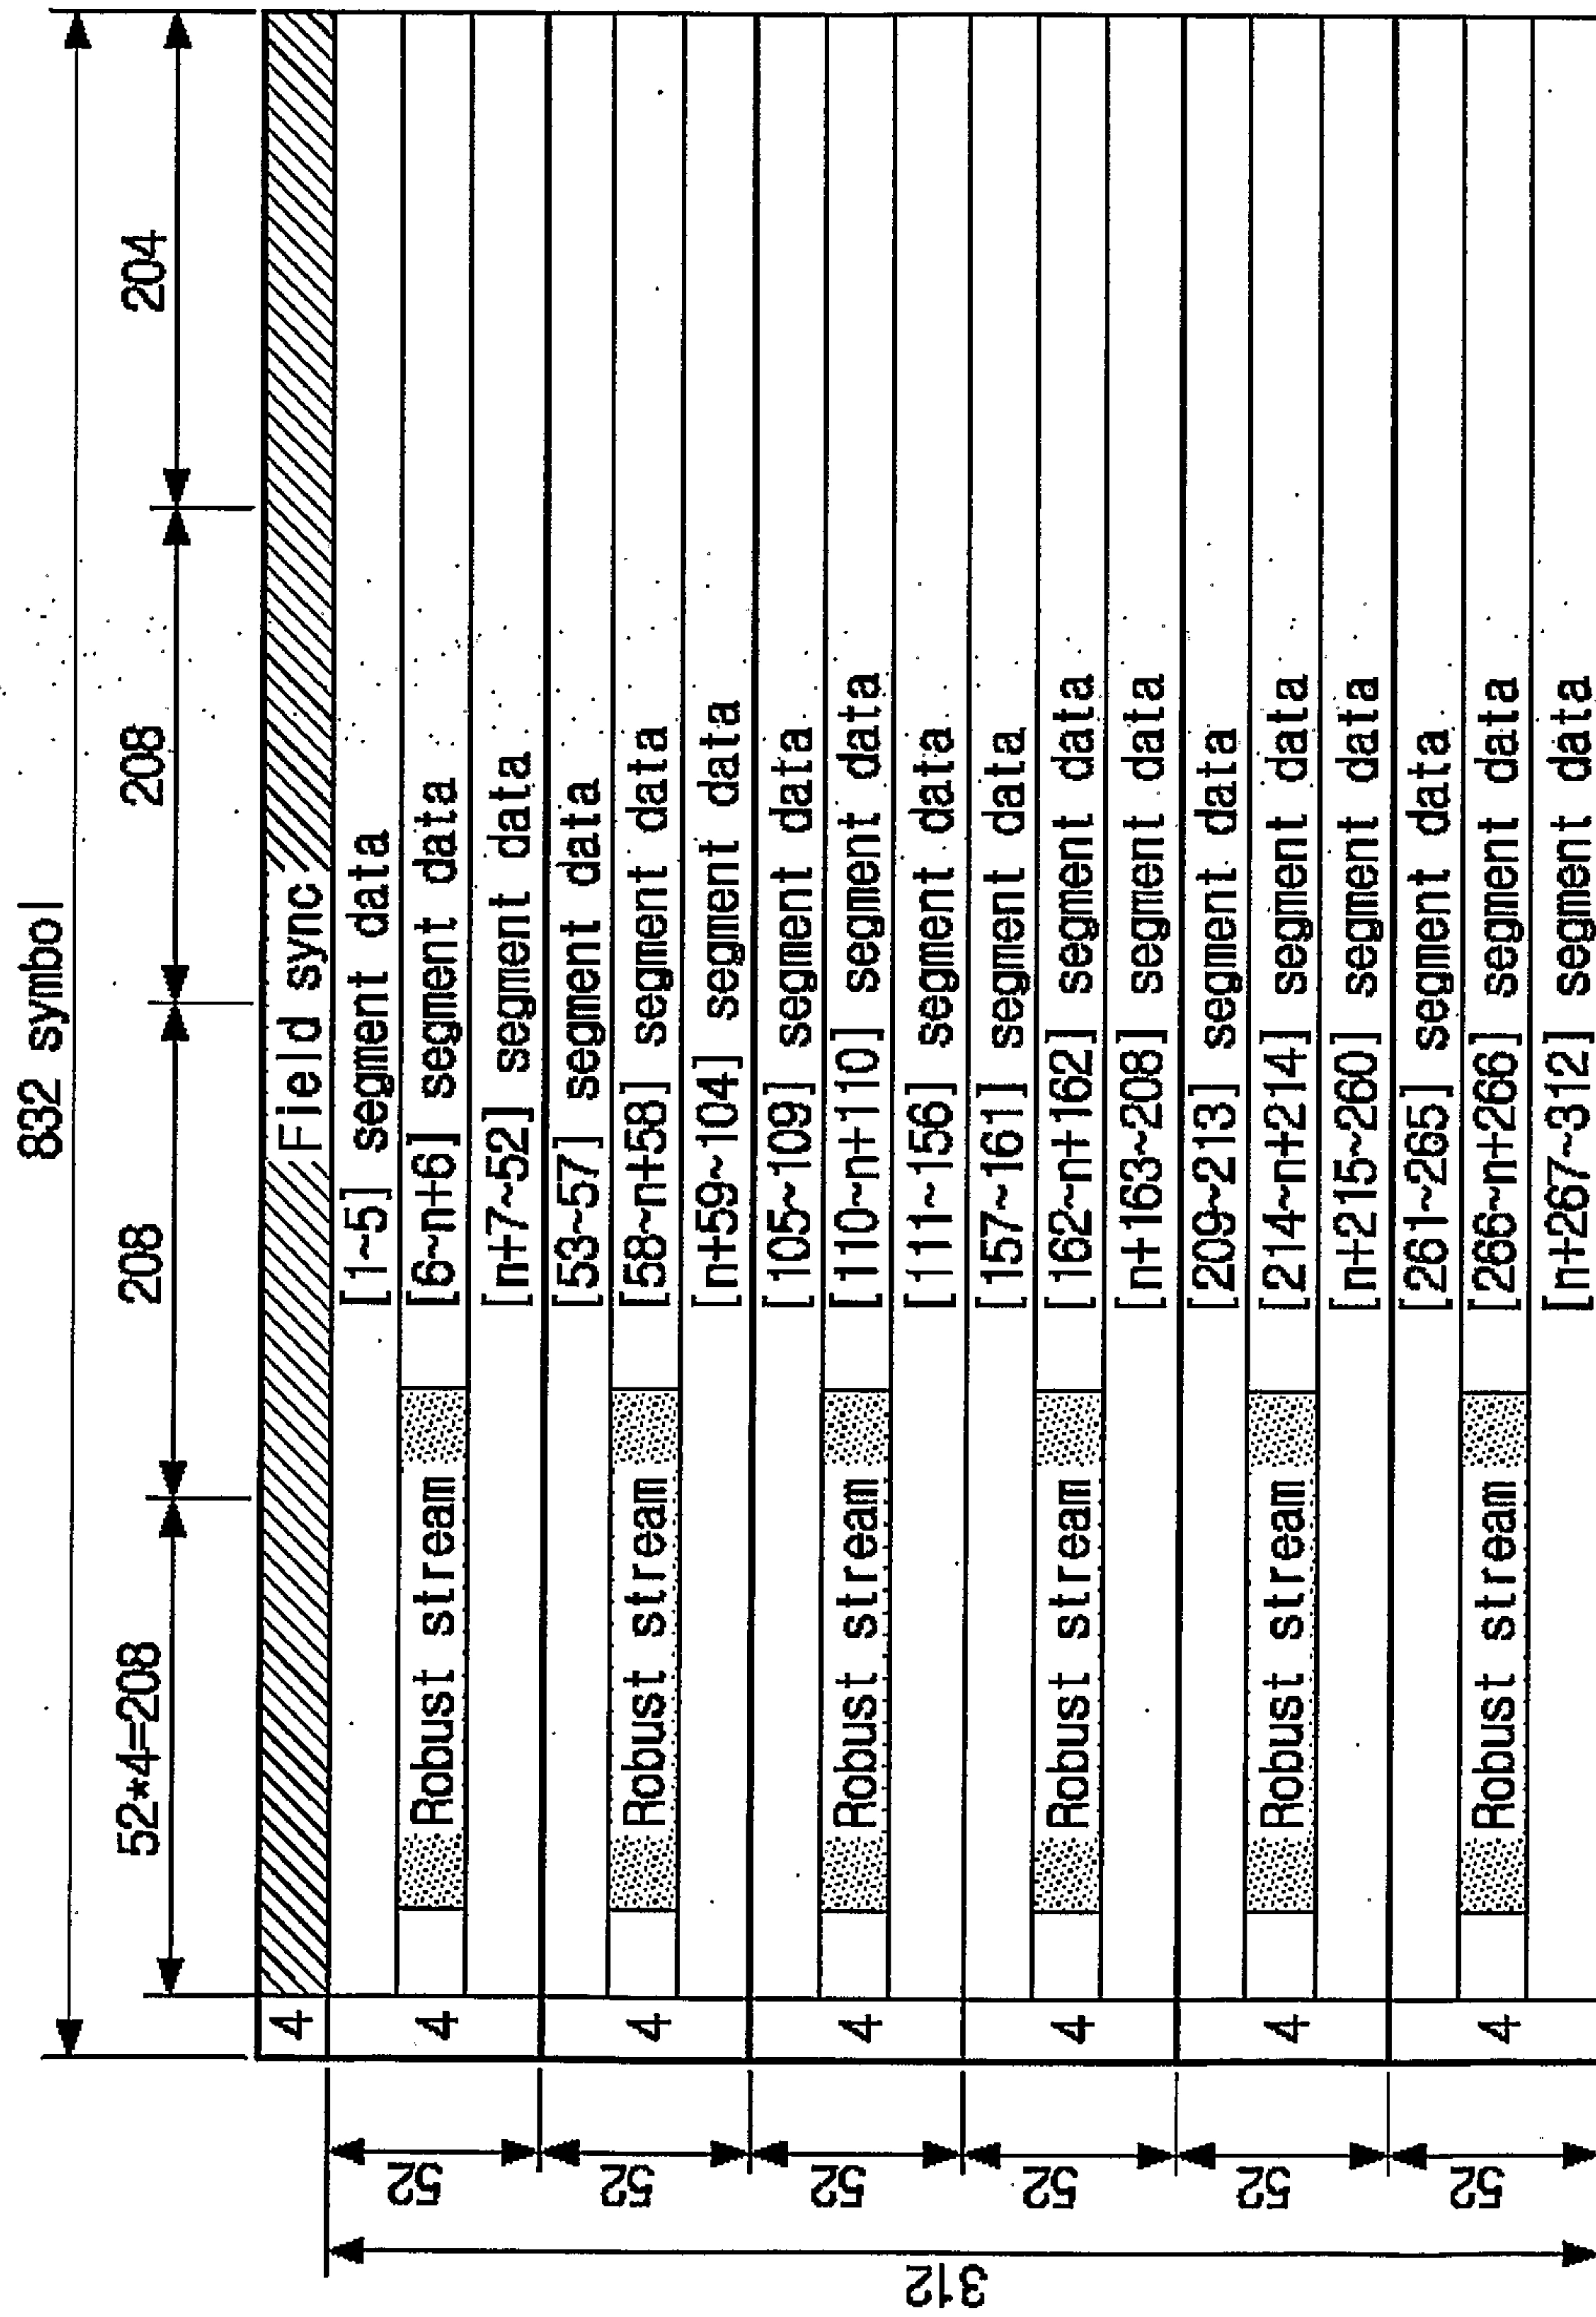 832 symbol
52*4=208
208
208
204
4
Field sync
[1~5] segment data
52
4
Robust stream
[6~n+6] segment data
[n+7~52] segment data
[53~57] segment data
52
4
Robust stream
[58~n+58] segment data
[n+59~104] segment data
[105~109] segment data
52
4
Robust stream
[110~n+110] segment data
[111~156] segment data
312
[157~161] segment data
52
4
Robust stream
[162~n+162] segment data
[n+163~208] segment data
[209~213] segment data
52
4
Robust stream
[214~n+214] segment data
[n+215~260] segment data
[261~265] segment data
52
4
Robust stream
[266~n+266] segment data
[n+267~312] segment data